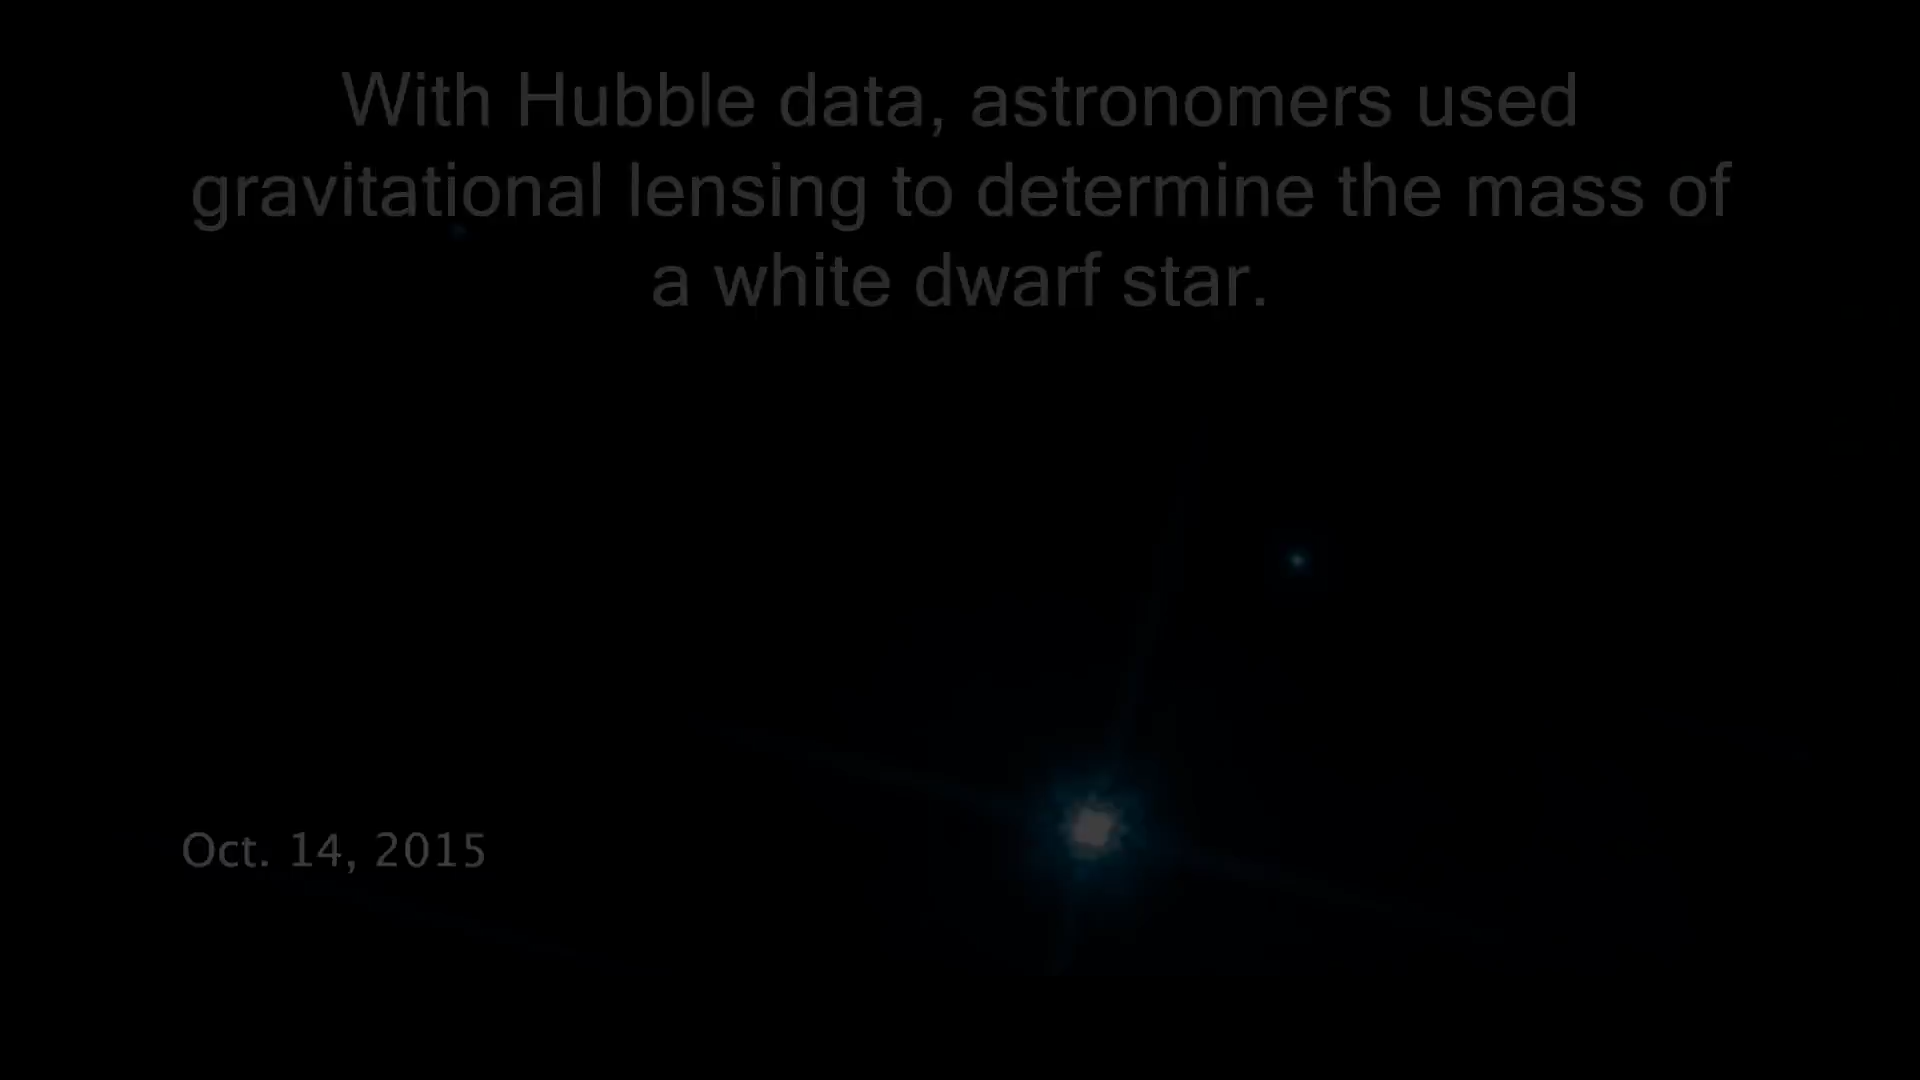 With Hubble data, astronomers used
gravitational lensing to determine the mass of
a white dwarf star.
Oct. 14, 2015